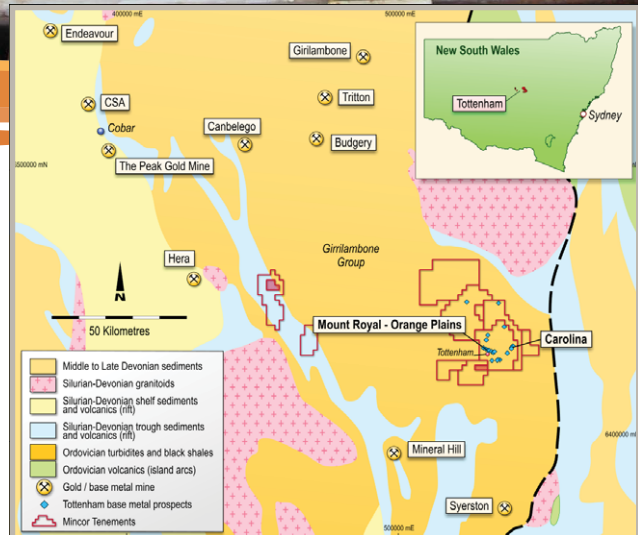 400000 mE
500000 mE
Endeavour
Girilambone
New South Wales
Tottenham
Sydney
CSA
Tritton
Cobar
Canbelego
Budgery
The Peak Gold Mine
6500000 mN
Girrilambone
Group
Hera
N
50 Kilometres
Mount Royal - Orange Plains
Carolina
Tottenham
Middle to Late Devonian sediments
Silurian-Devonian granitoids
Silurian-Devonian shelf sediments
and volcanics (rift)
Silurian-Devonian trough sediments
and volcanics (rift)
Ordovician turbidites and black shales
Ordovician volcanics (island arcs)
Gold / base metal mine
Tottenham base metal prospects
Mincor Tenements
6400000 mN
Mineral Hill
Syerston
500000 mE